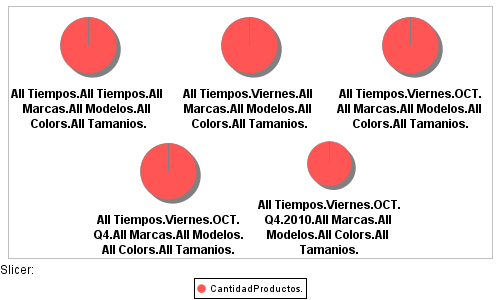 All Tiempos.All Tiempos.All
Marcas.All Modelos.All
Colors.All Tamanios.
All Tiempos.Viernes.All
Marcas.All Modelos.All
Colors.All Tamanios.
All Tiempos.Viernes.OCT.
All Marcas.All Modelos.All
Colors.All Tamanios.
All Tiempos.Viernes.OCT.
Q4.All Marcas.All Modelos.
All Colors.All Tamanios.
All Tiempos.Viernes.OCT.
Q4.2010.All Marcas.All
Modelos.All Colors.All
Tamanios.
Slicer:
CantidadProductos.